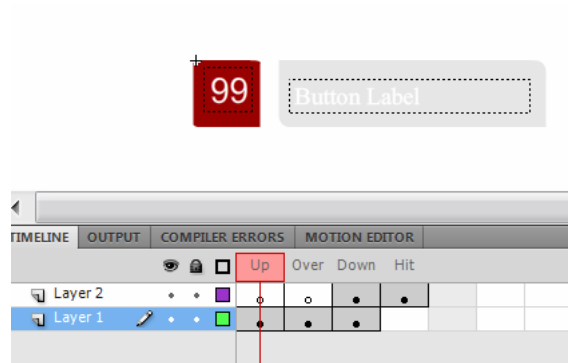 99 Button Label
TIMELINE OUTPUT COMPILER ERRORS MOTION EDITOR
Up Over Down Hit
Layer 2
Layer 1